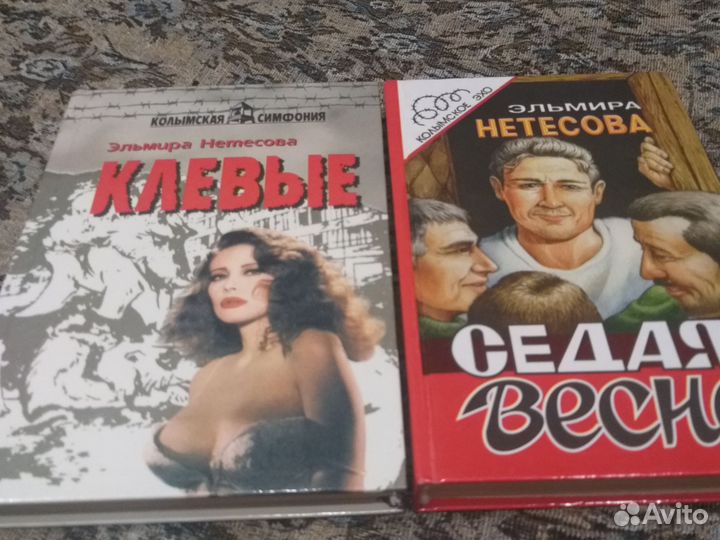 КОЛЫМСКАЯ СИМФОНИЯ
Эльмира Нетесова
КЛЕВЫЕ
КОЛЫМСКОЕ ЭХО
ЭЛЬМИРА
НЕТЕСОВА
СЕДАЯ
ВЕСН
Avito